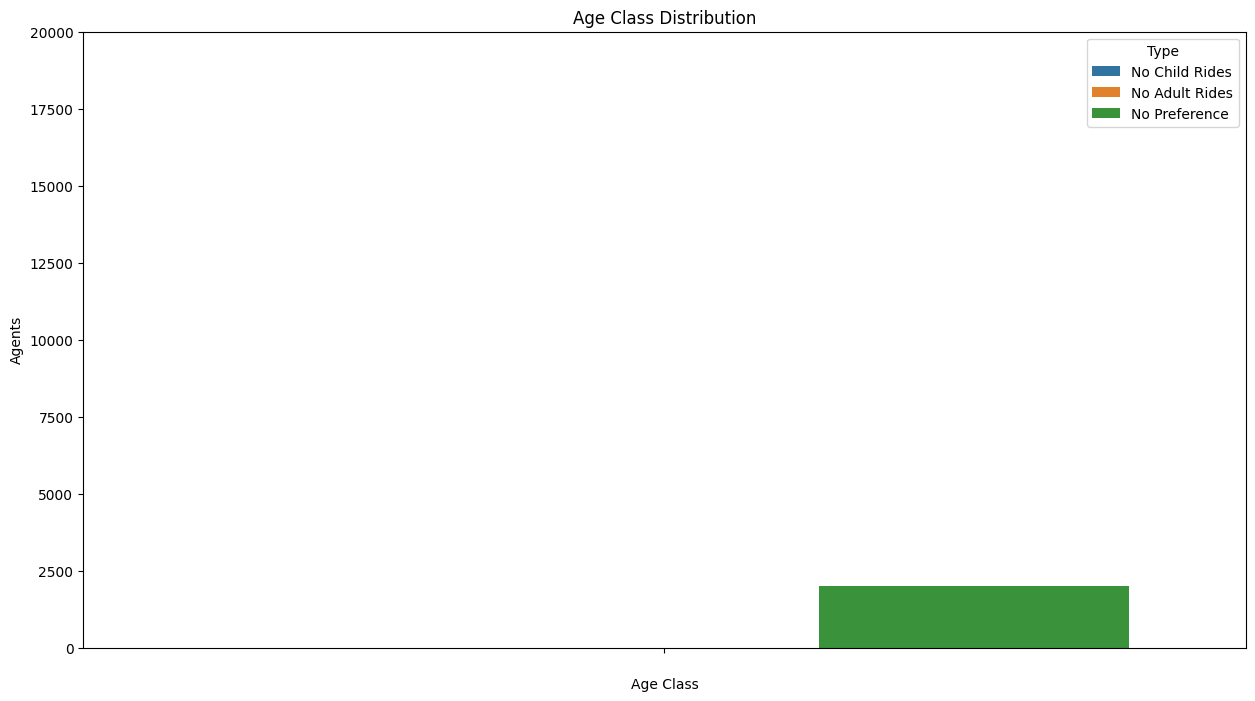 Age Class Distribution
20000
17500
15000
12500
10000
7500
5000
2500
0
Agents
Age Class
Type
No Child Rides
No Adult Rides
No Preference